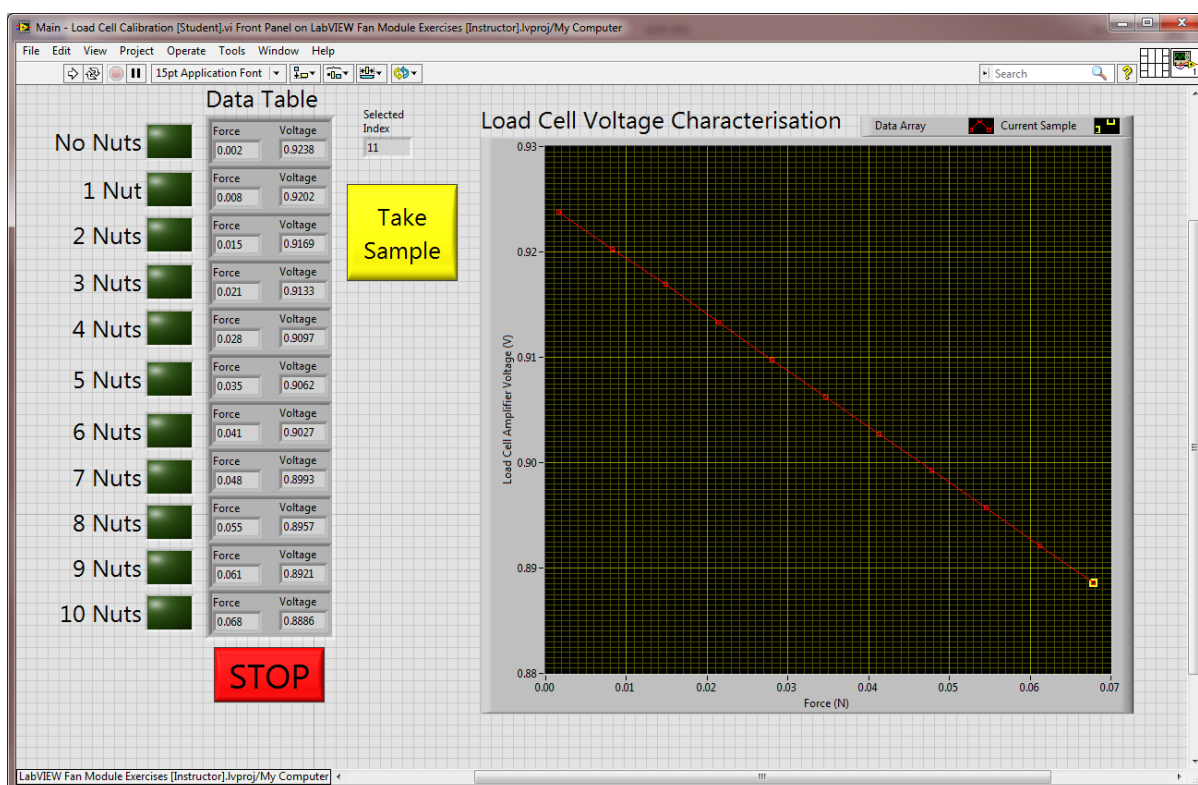 Main - Load Cell Calibration [Student].vi Front Panel on LabVIEW Fan Module Exercises [Instructor].lvproj/My Computer
File Edit View Project Operate Tools Window Help
15pt Application Font
Search
1
Data Table
Selected
Index
11
No Nuts
Force Voltage
0.002 0.9238
1 Nut
Force Voltage
0.008 0.9202
2 Nuts
Force Voltage
0.015 0.9169
3 Nuts
Force Voltage
0.021 0.9133
4 Nuts
Force Voltage
0.028 0.9097
5 Nuts
Force Voltage
0.035 0.9062
6 Nuts
Force Voltage
0.041 0.9027
7 Nuts
Force Voltage
0.048 0.8993
8 Nuts
Force Voltage
0.055 0.8957
9 Nuts
Force Voltage
0.061 0.8921
10 Nuts
Force Voltage
0.068 0.8886
Take
Sample
STOP
Load Cell Voltage Characterisation
Data Array Current Sample
Load Cell Amplifier Voltage (V)
0.93
0.92
0.91
0.90
0.89
0.88
0.00 0.01 0.02 0.03 0.04 0.05 0.06 0.07
Force (N)
LabVIEW Fan Module Exercises [Instructor].lvproj/My Computer